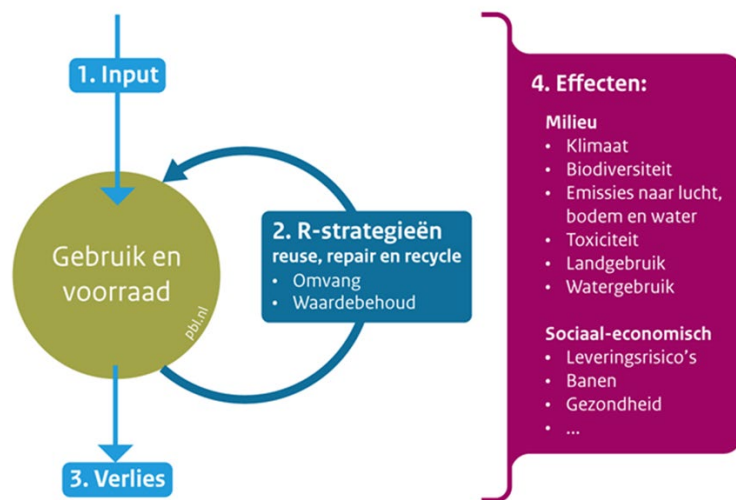 1. Input
Gebruik en
voorraad
pbl.nl
2. R-strategieën
reuse, repair en recycle
• Omvang
• Waardebehoud
3. Verlies
4. Effecten:
Milieu
• Klimaat
• Biodiversiteit
• Emissies naar lucht,
bodem en water
• Toxiciteit
• Landgebruik
• Watergebruik
Sociaal-economisch
• Leveringsrisico's
• Banen
• Gezondheid
• ...